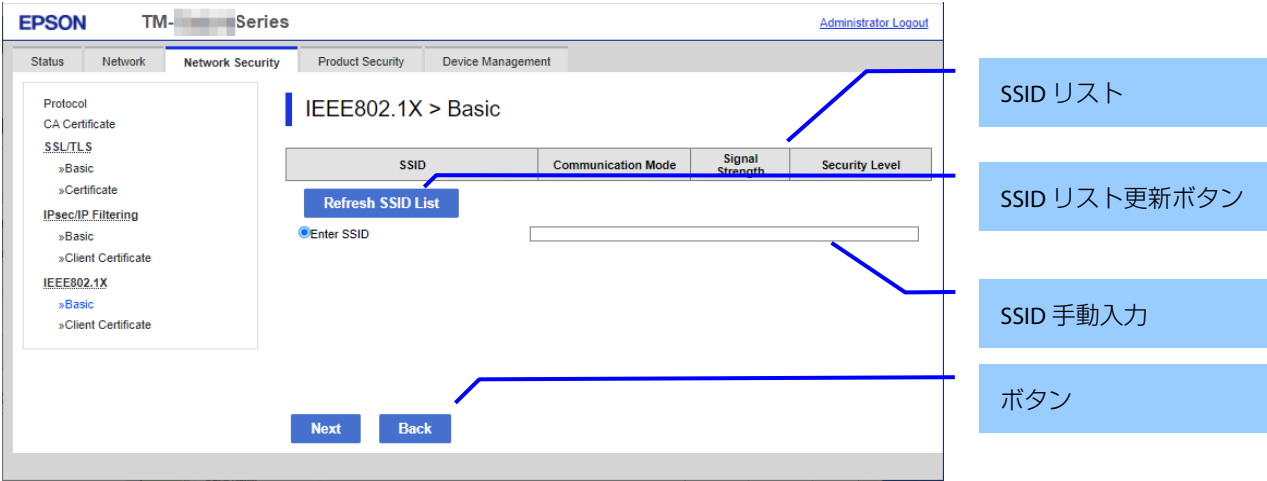 EPSON TM- Series Administrator Logout
Status Network Network Security Product Security Device Management
Protocol
CA Certificate
SSL/TLS
»Basic
»Certificate
IPsec/IP Filtering
»Basic
»Client Certificate
IEEE802.1X
»Basic
»Client Certificate
IEEE802.1X > Basic
SSID Communication Mode Signal Strength Security Level
Refresh SSID List
Enter SSID
Next Back
SSID リスト
SSID リスト更新ボタン
SSID 手動入力
ボタン